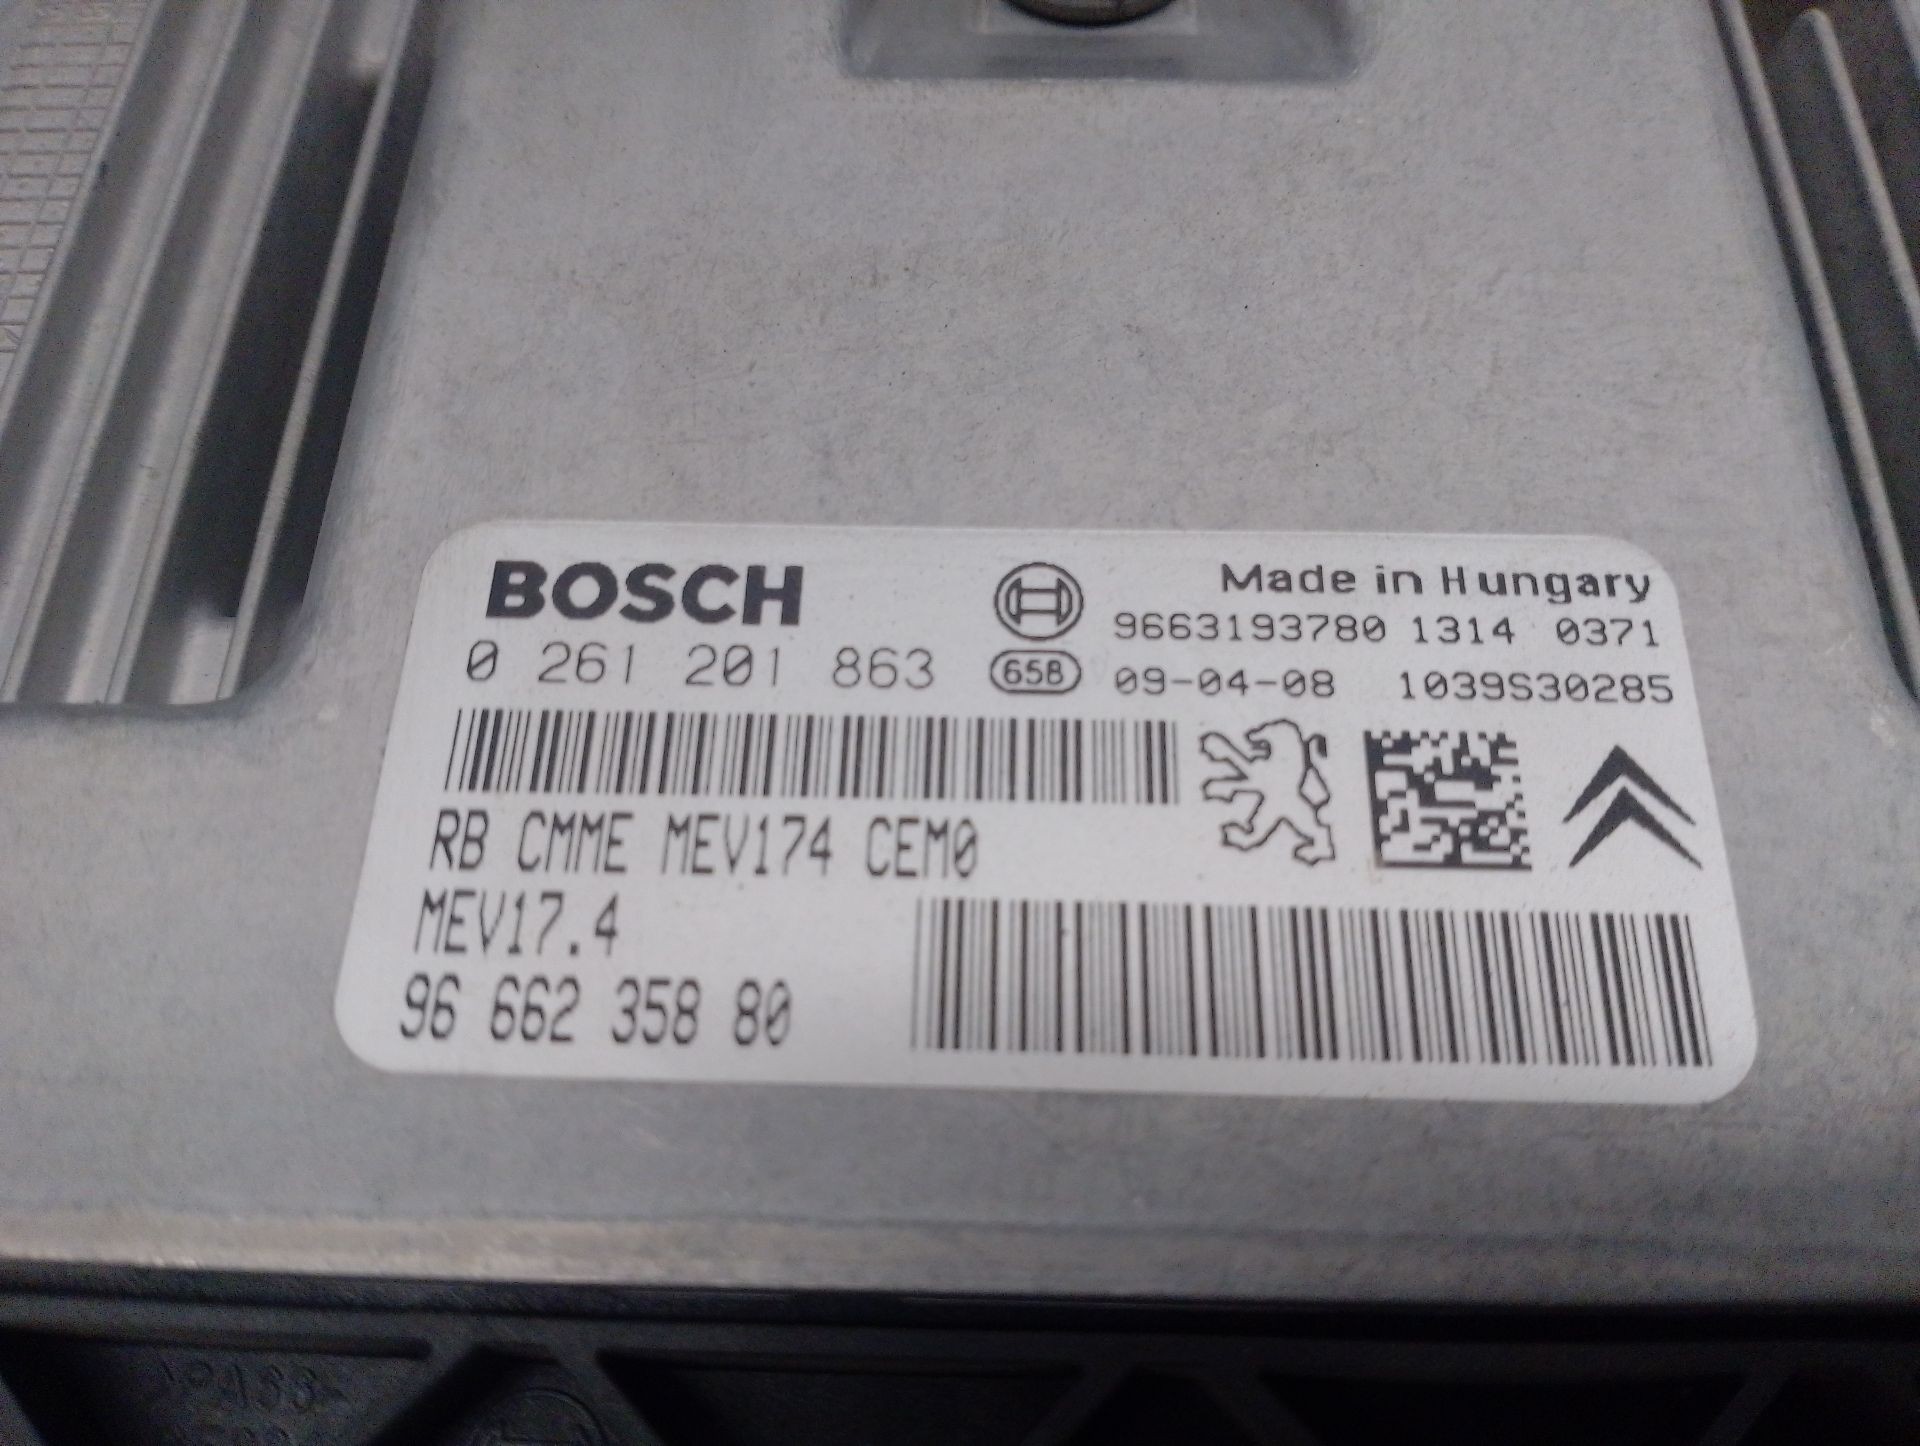 BOSCH
Made in Hungary
9663193780 1314 0371
0 261 201 863
65B
09-04-08 1039S30285
RB CMME MEV174 CEM0
MEV17.4
96 662 358 80